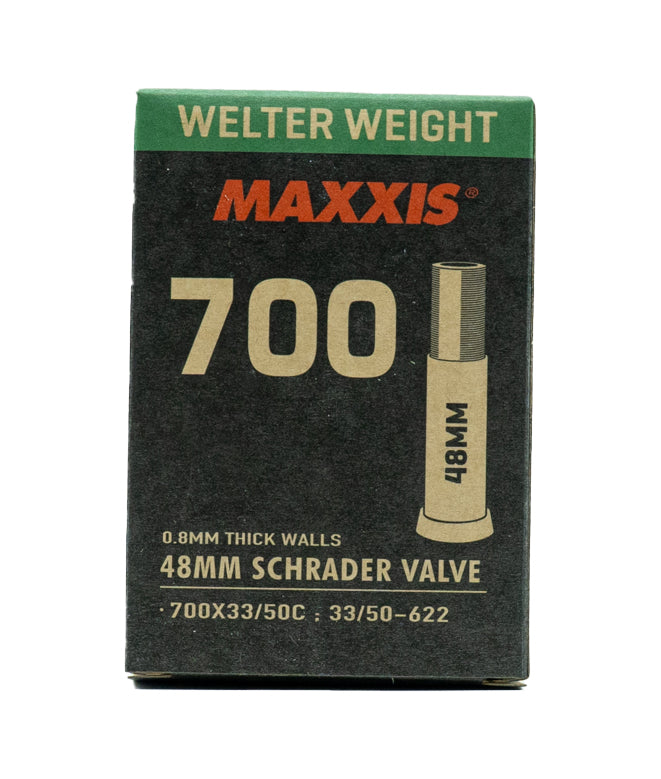 WELTER WEIGHT
MAXXIS®
700
48MM
0.8MM THICK WALLS
48MM SCHRADER VALVE
· 700X33/50C : 33/50-622